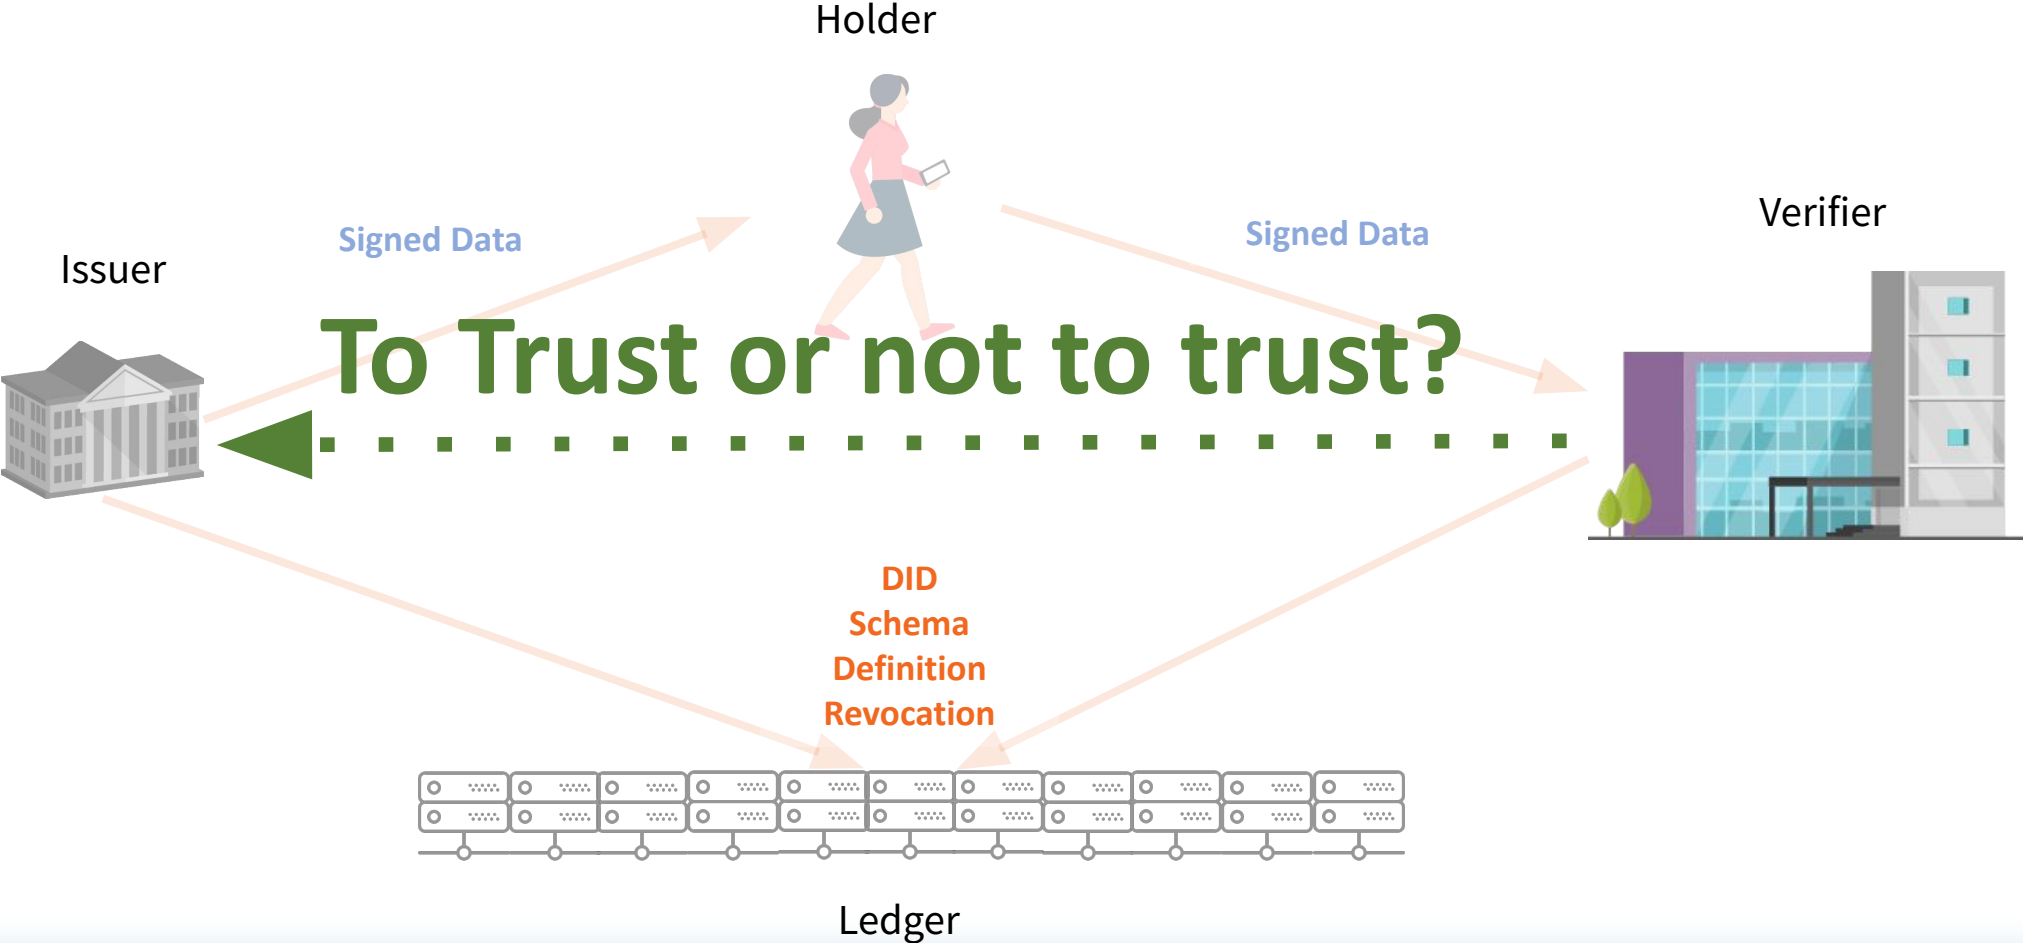 Holder
Verifier
Signed Data
Signed Data
Issuer
To Trust or not to trust?
DID
Schema
Definition
Revocation
Ledger